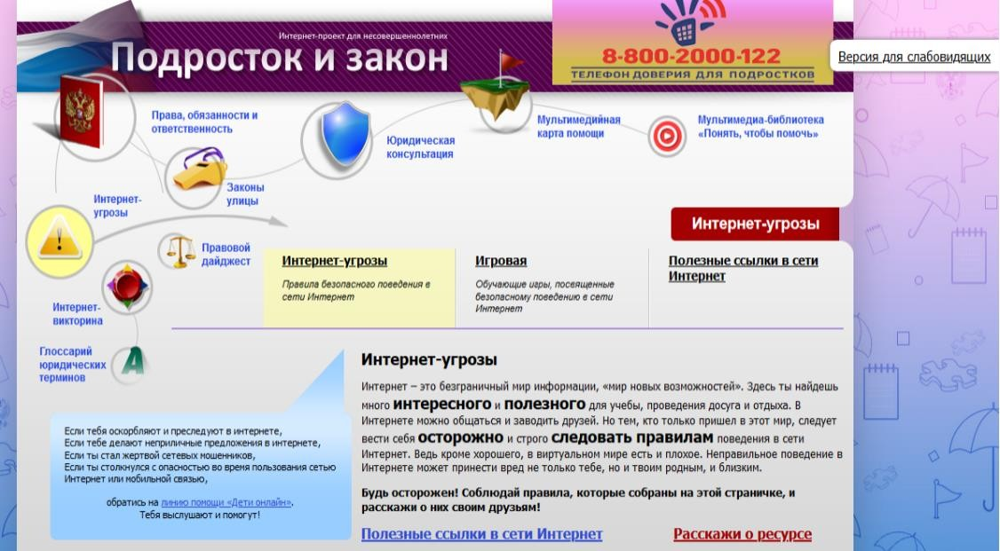 Интернет-проект для несовершеннолетних
Подросток и закон
8-800-2000-122
ТЕЛЕФОН ДОВЕРИЯ ДЛЯ ПОДРОСТКОВ
Версия для слабовидящих
Права, обязанности и
ответственность
Юридическая
консультация
Мультимедийная
карта помощи
Мультимедиа-библиотека
«Понять, чтобы помочь»
Законы
улицы
Интернет-
угрозы
Правовой
дайджест
Интернет-
викторина
Глоссарий
юридических
терминов
А
Интернет-угрозы
Интернет-угрозы
Правила безопасного поведения в
сети Интернет
Игровая
Обучающие игры, посвященные
безопасному поведению в сети
Интернет
Полезные ссылки в сети
Интернет
Если тебя оскорбляют и преследуют в интернете,
Если тебе делают неприличные предложения в интернете,
Если ты стал жертвой сетевых мошенников,
Если ты столкнулся с опасностью во время пользования сетью
Интернет или мобильной связью,
обратись на линию помощи «Дети онлайн».
Тебя выслушают и помогут!
Интернет-угрозы
Интернет – это безграничный мир информации, «мир новых возможностей». Здесь ты найдешь
много интересного и полезного для учебы, проведения досуга и отдыха. В
Интернете можно общаться и заводить друзей. Но тем, кто только пришел в этот мир, следует
вести себя осторожно и строго следовать правилам поведения в сети
Интернет. Ведь кроме хорошего, в виртуальном мире есть и плохое. Неправильное поведение в
Интернете может принести вред не только тебе, но и твоим родным, и близким.
Будь осторожен! Соблюдай правила, которые собраны на этой страничке, и
расскажи о них своим друзьям!
Полезные ссылки в сети Интернет
Расскажи о ресурсе